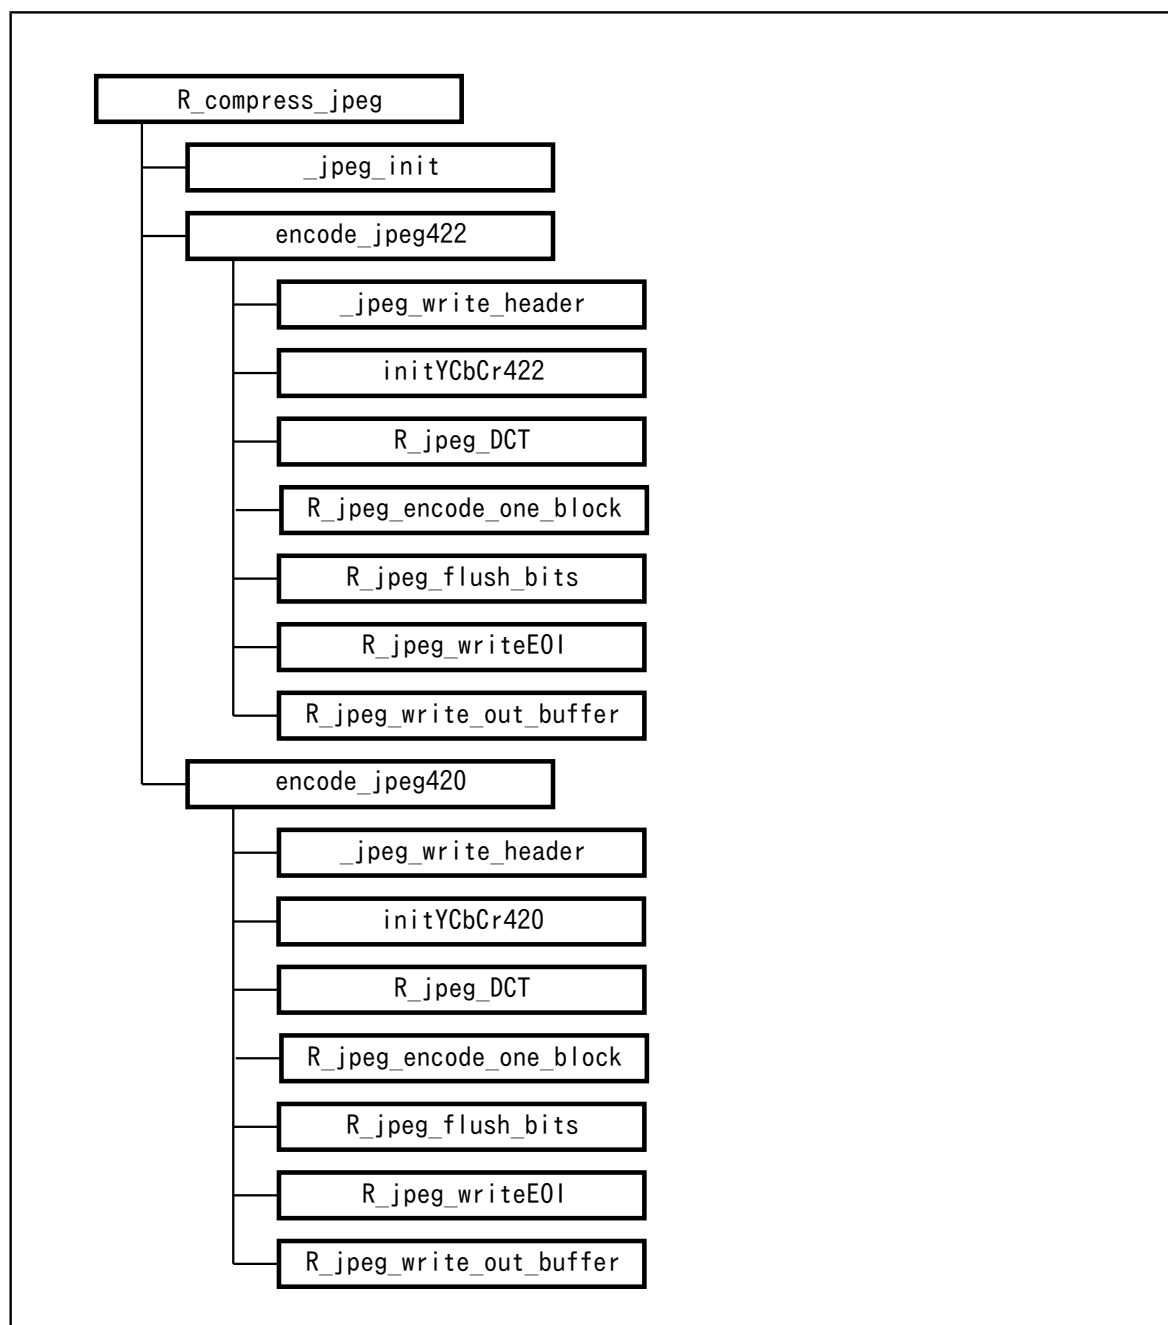 R_compress_jpeg
_jpeg_init
encode_jpeg422
_jpeg_write_header
initYCbCr422
R_jpeg_DCT
R_jpeg_encode_one_block
R_jpeg_flush_bits
R_jpeg_writeEOI
R_jpeg_write_out_buffer
encode_jpeg420
_jpeg_write_header
initYCbCr420
R_jpeg_DCT
R_jpeg_encode_one_block
R_jpeg_flush_bits
R_jpeg_writeEOI
R_jpeg_write_out_buffer